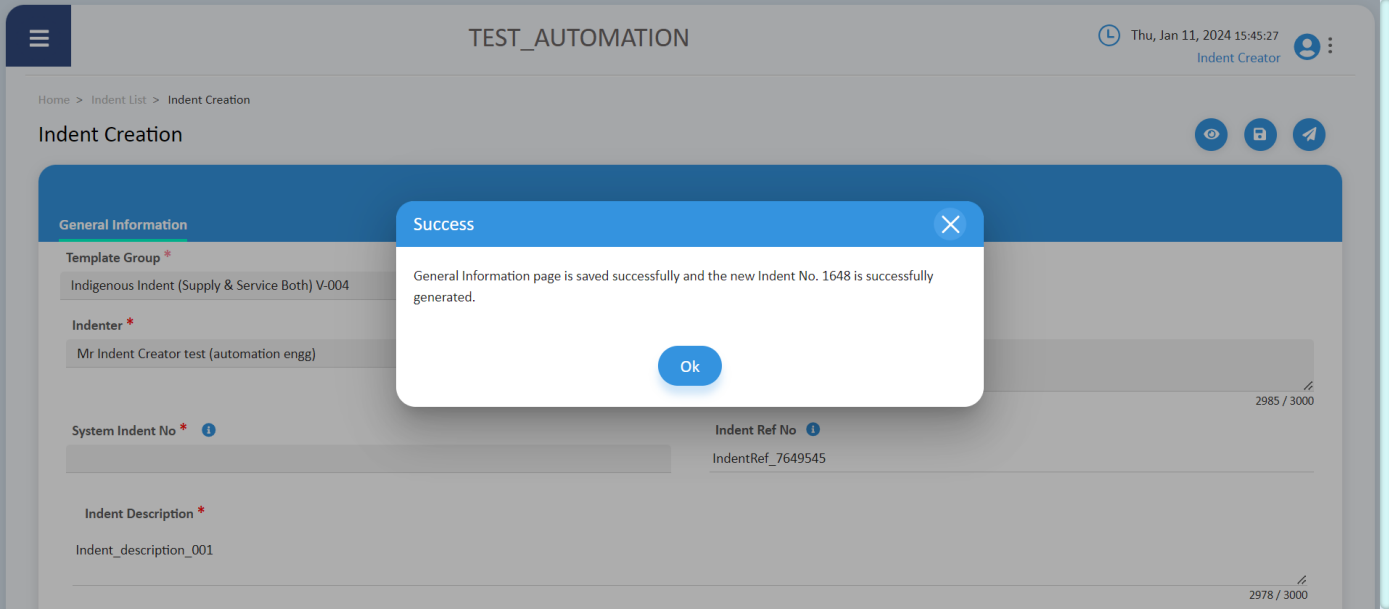 TEST_AUTOMATION
Thu, Jan 11, 2024 15:45:27
Indent Creator
Home > Indent List > Indent Creation
Indent Creation
General Information
Template Group *
Indigenous Indent (Supply & Service Both) V-004
Indenter *
Mr Indent Creator test (automation engg)
2985 / 3000
Success
General Information page is saved successfully and the new Indent No. 1648 is successfully
generated.
Ok
System Indent No *
Indent Ref No
IndentRef_7649545
Indent Description *
Indent_description_001
2978 / 3000